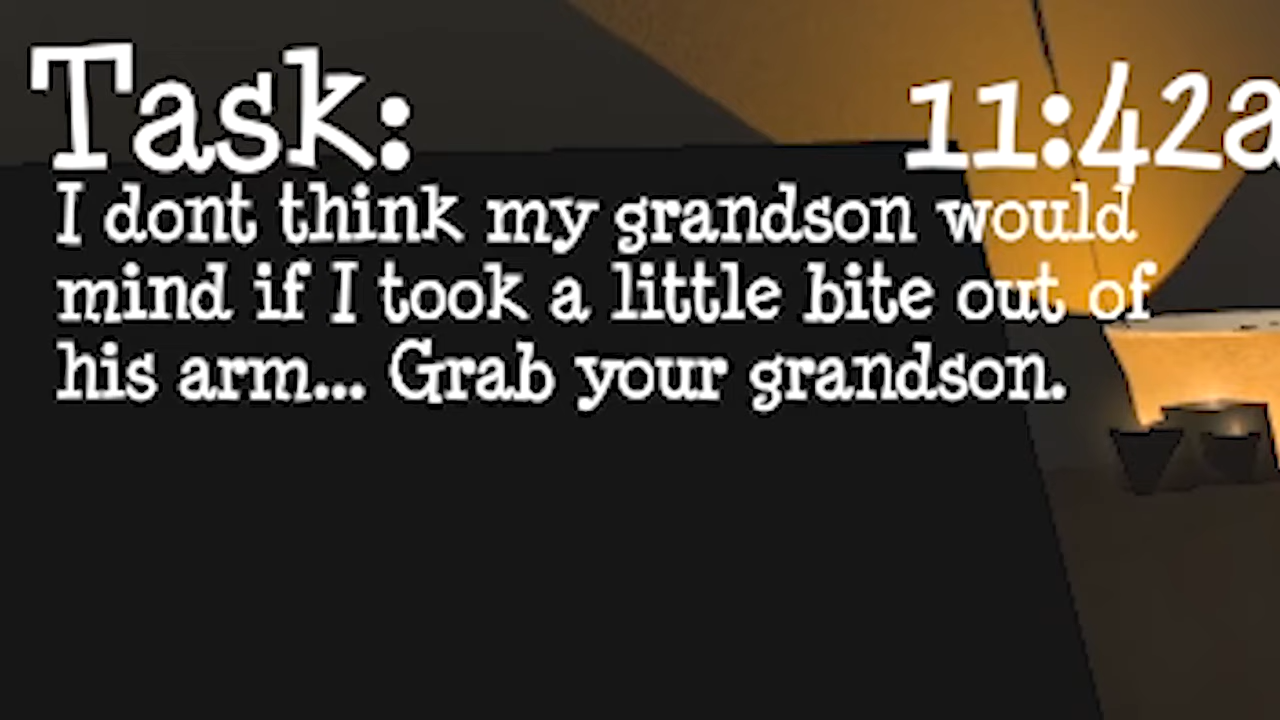 Task:
11:42a
I dont think my grandson would
mind if I took a little bite out of
his arm... Grab your grandson.